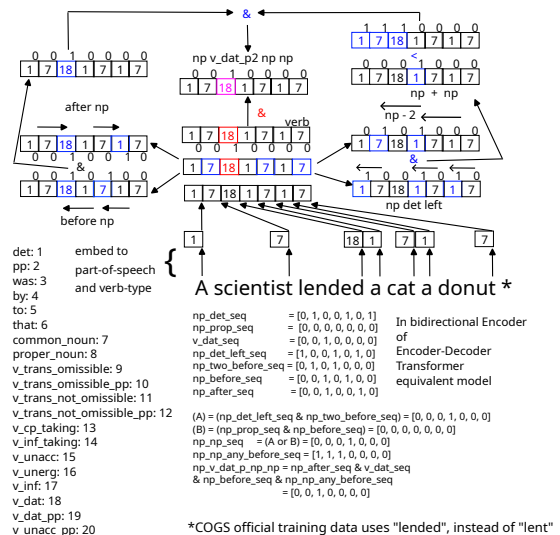 &
0 0 1 0 0 0 0
1 7 18 1 7 1 7
np v_dat_p2 np np
0 0 1 0 0 0 0
1 7 18 1 7 1 7
1 1 1 0 0 0 0
1 7 18 1 7 1 7
<
0 0 0 1 0 0 0
1 7 18 1 7 1 7
np + np
after np
&
verb
np - 2
1 7 18 1 7 1 7
0 0 1 0 0 1 0
1 7 18 1 7 1 7
0 0 1 0 0 0 0
1 7 18 1 7 1 7
0 1 0 1 0 0 0
&
0 0 1 0 1 0 0
1 7 18 1 7 1 7
1 7 18 1 7 1 7
&
1 0 0 1 0 1 0
1 7 18 1 7 1 7
before np
1 7 18 1 7 1 7
np det left
1 7 18 1 7 1 7
A scientist lended a cat a donut *
embed to
part-of-speech
and verb-type
{
det: 1
pp: 2
was: 3
by: 4
to: 5
that: 6
common_noun: 7
proper_noun: 8
v_trans_omissible: 9
v_trans_omissible_pp: 10
v_trans_not_omissible: 11
v_trans_not_omissible_pp: 12
v_cp_taking: 13
v_inf_taking: 14
v_unacc: 15
v_unerg: 16
v_inf: 17
v_dat: 18
v_dat_pp: 19
v_unacc_pp: 20
np_det_seq = [0, 1, 0, 0, 1, 0, 1]
np_prop_seq = [0, 0, 0, 0, 0, 0, 0]
v_dat_seq = [0, 0, 1, 0, 0, 0, 0]
np_det_left_seq = [1, 0, 0, 1, 0, 1, 0]
np_two_before_seq = [0, 1, 0, 1, 0, 0, 0]
np_before_seq = [0, 0, 1, 0, 1, 0, 0]
np_after_seq = [0, 0, 1, 0, 0, 1, 0]
In bidirectional Encoder
of
Encoder-Decoder
Transformer
equivalent model
(A) = (np_det_left_seq & np_two_before_seq) = [0, 0, 0, 1, 0, 0, 0]
(B) = (np_prop_seq & np_before_seq) = [0, 0, 0, 0, 0, 0, 0]
np_np_seq = (A or B) = [0, 0, 0, 1, 0, 0, 0]
np_np_any_before_seq = [1, 1, 1, 0, 0, 0, 0]
np_v_dat_p_np_np = np_after_seq & v_dat_seq
& np_before_seq & np_np_any_before_seq
= [0, 0, 1, 0, 0, 0, 0]
*COGS official training data uses "lended", instead of "lent"